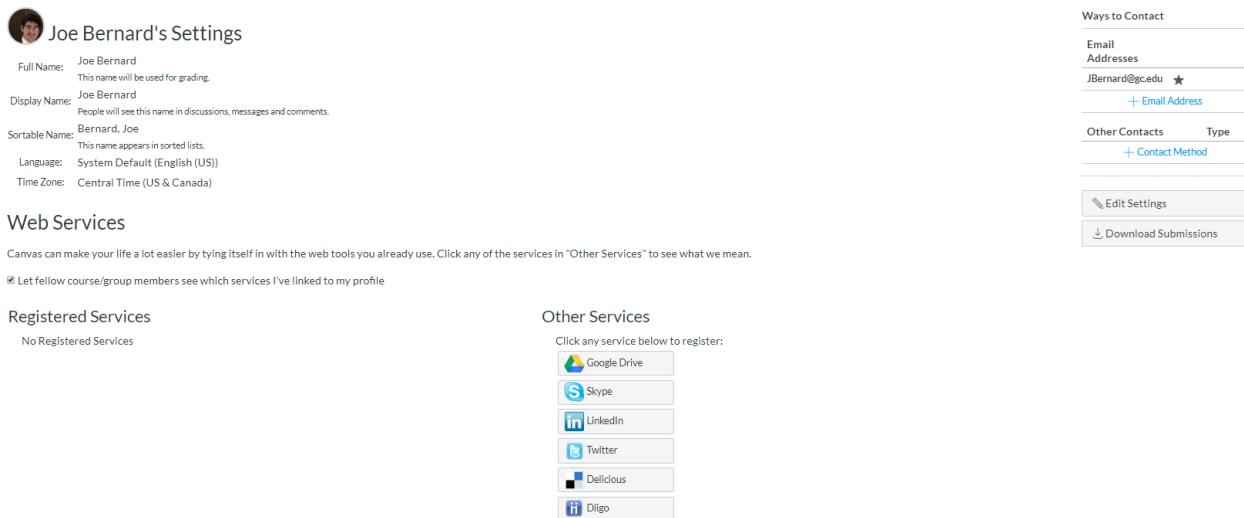 Joe Bernard's Settings
Full Name: Joe Bernard
This name will be used for grading.
Display Name: Joe Bernard
People will see this name in discussions, messages and comments.
Sortable Name: Bernard, Joe
This name appears in sorted lists.
Language: System Default (English (US))
Time Zone: Central Time (US & Canada)
Web Services
Canvas can make your life a lot easier by tying itself in with the web tools you already use. Click any of the services in "Other Services" to see what we mean.
Let fellow course/group members see which services I've linked to my profile
Registered Services
No Registered Services
Other Services
Click any service below to register:
Google Drive
Skype
LinkedIn
Twitter
Delicious
Diigo
Ways to Contact
Email
Addresses
JBernard@gc.edu ★
+ Email Address
Other Contacts Type
+ Contact Method
Edit Settings
Download Submissions